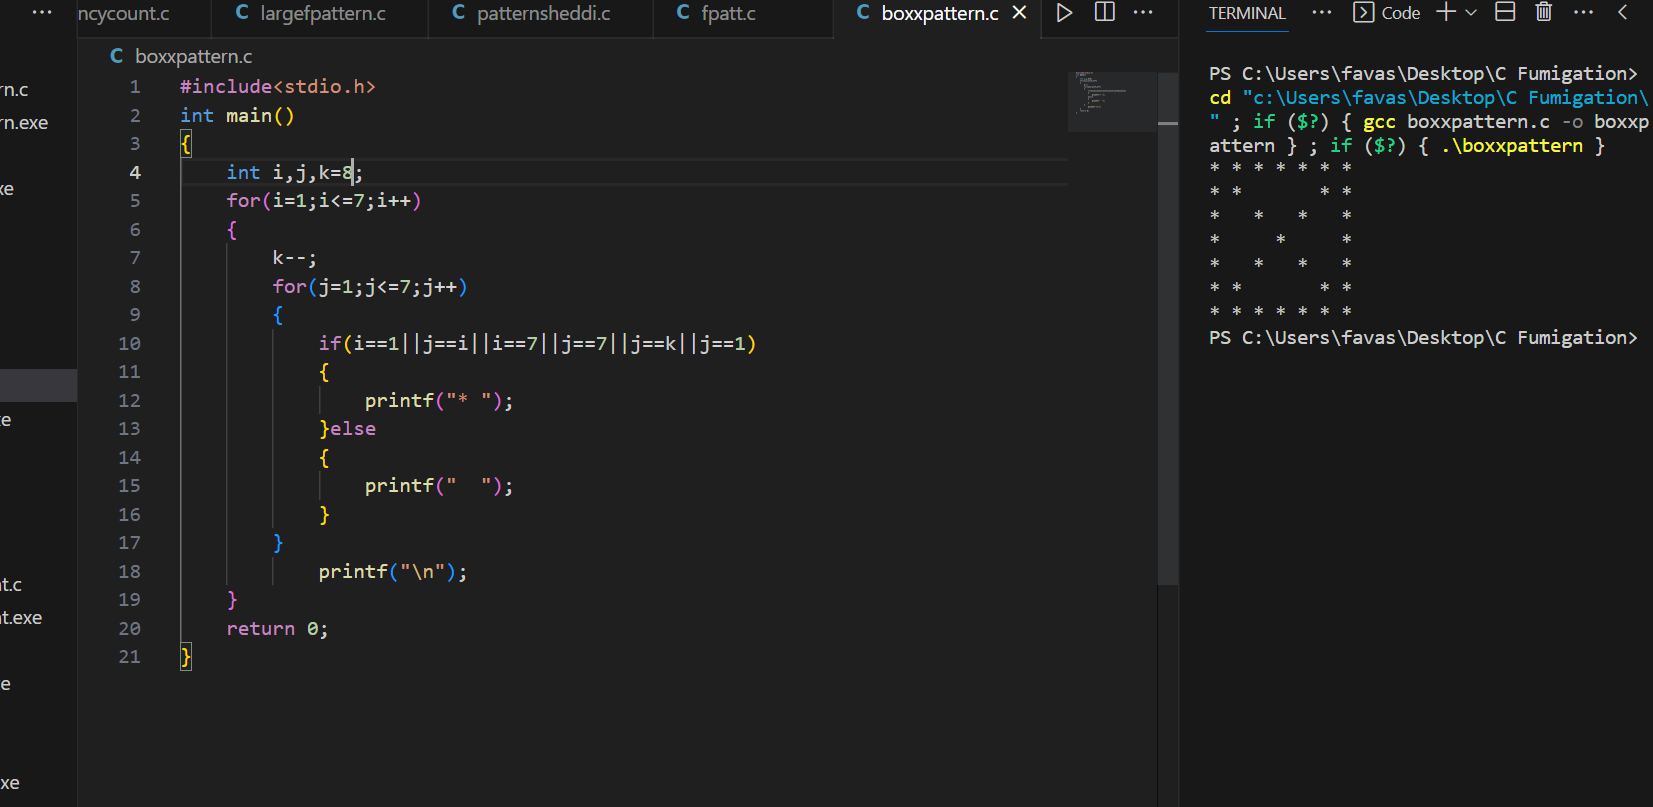 ncycount.c
C largefpattern.c
C patternsheddi.c
C fpatt.c
C boxxpattern.c
C boxxpattern.c
rn.c
rn.exe
xe
e
nt.c
nt.exe
e
xe
1 #include<stdio.h>
2 int main()
3 {
4     int i,j,k=8;
5     for(i=1;i<=7;i++)
6     {
7         k--;
8         for(j=1;j<=7;j++)
9         {
10             if(i==1||j==i||i==7||j==7||j==k||j==1)
11             {
12                 printf("* ");
13             }else
14             {
15                 printf("  ");
16             }
17         }
18             printf("\n");
19     }
20     return 0;
21 }
TERMINAL
Code
PS C:\Users\favas\Desktop\C Fumigation>
cd "c:\Users\favas\Desktop\C Fumigation\
" ; if ($?) { gcc boxxpattern.c -o boxxp
attern } ; if ($?) { .\boxxpattern }
* * * * * * *
* *       * *
*   *   *   *
*     *     *
*   *   *   *
* *       * *
* * * * * * *
PS C:\Users\favas\Desktop\C Fumigation>